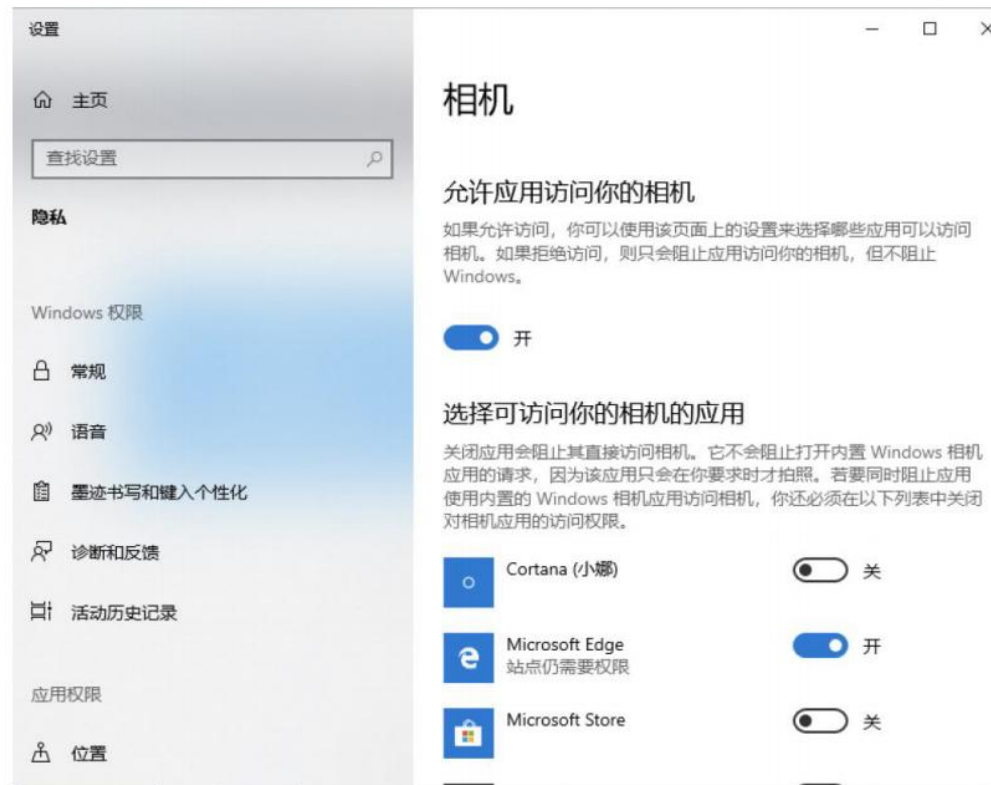 设置
主页
查找设置
隐私
Windows 权限
常规
语音
墨迹书写和键入个性化
诊断和反馈
活动历史记录
应用权限
位置
相机
允许应用访问你的相机
如果允许访问，你可以使用该页面上的设置来选择哪些应用可以访问
相机。如果拒绝访问，则只会阻止应用访问你的相机，但不阻止
Windows。
开
选择可访问你的相机的应用
关闭应用会阻止其直接访问相机。它不会阻止打开内置 Windows 相机
应用的请求，因为该应用只会在你要求时才拍照。若要同时阻止应用
使用内置的 Windows 相机应用访问相机，你还必须在以下列表中关闭
对相机应用的访问权限。
Cortana (小娜)
关
Microsoft Edge
开
站点仍需要权限
Microsoft Store
关